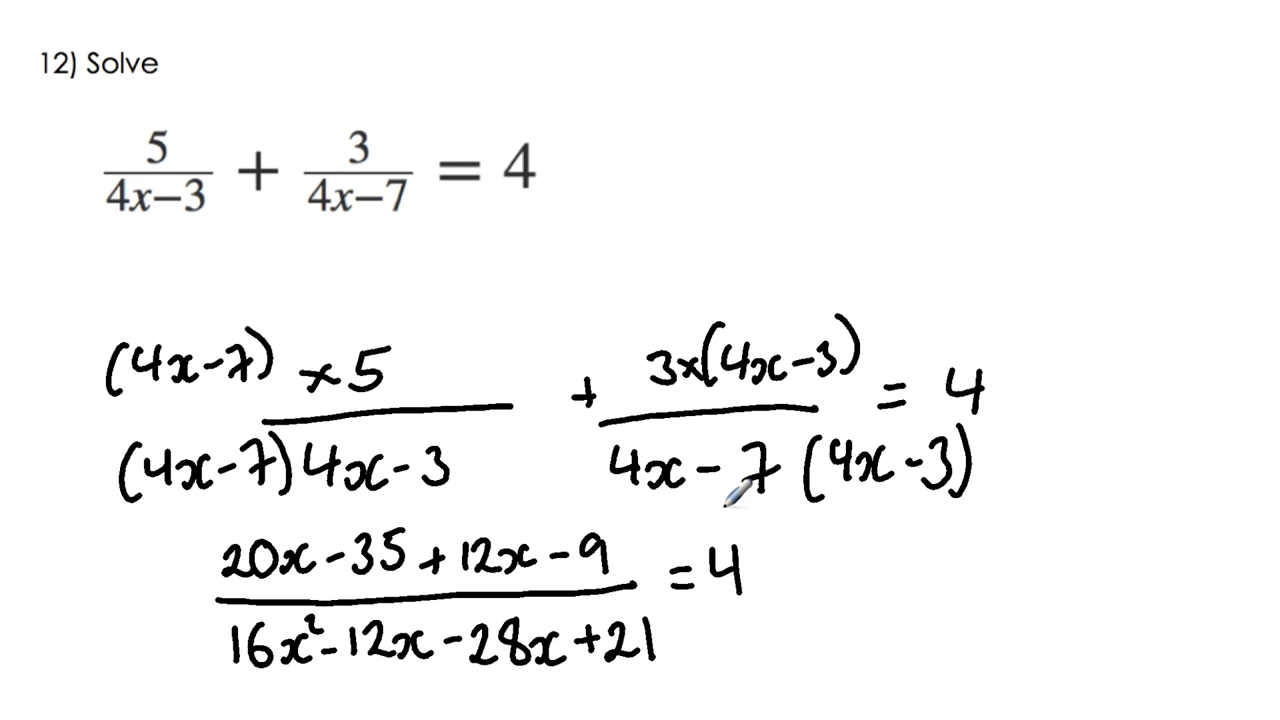 12) Solve
5/(4x−3) + 3/(4x−7) = 4
(4x-7) × 5 / (4x-7) 4x-3 + 3×(4x-3) / 4x-7 (4x-3) = 4
20x-35+12x-9 / 16x²-12x-28x+21 = 4